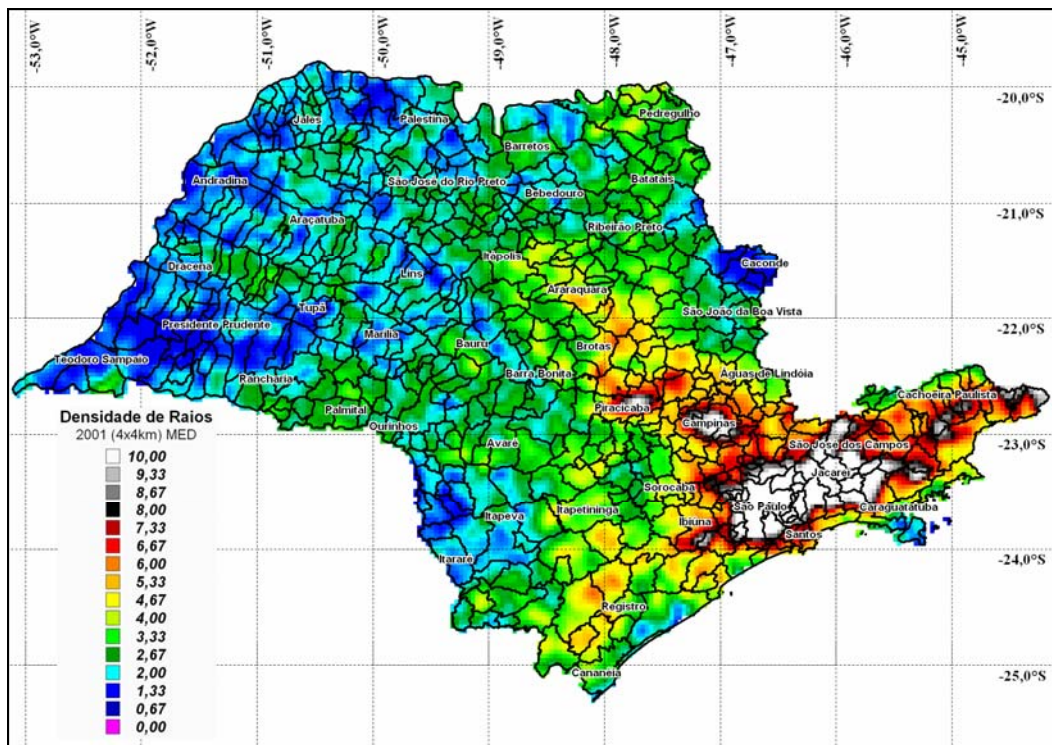 -53,0°W
-52,0°W
-51,0°W
-50,0°W
-49,0°W
-48,0°W
-47,0°W
-46,0°W
-45,0°W
-20,0°S
Pedregulho
Jales
Palestina
Barretos
Andradina
São José do Rio Preto
Bebedouro
Batatais
-21,0°S
Araçatuba
Ribeirão Preto
Itápolis
Dracena
Lins
Caconde
Araraquara
Tupã
São João da Boa Vista
Presidente Prudente
Marília
-22,0°S
Bauru
Brotas
Teodoro Sampaio
Rancharia
Barra Bonita
Águas de Lindóia
Cachoeira Paulista
Palmital
Piracicaba
Ourinhos
Campinas
-23,0°S
Avaré
São José dos Campos
Sorocaba
Jacareí
São Paulo
Caraguatatuba
Itapeva
Itapetininga
Ibiúna
Santos
-24,0°S
Itararé
Registro
Cananéia
-25,0°S
Densidade de Raios
2001 (4x4km) MED
10,00
9,33
8,67
8,00
7,33
6,67
6,00
5,33
4,67
4,00
3,33
2,67
2,00
1,33
0,67
0,00